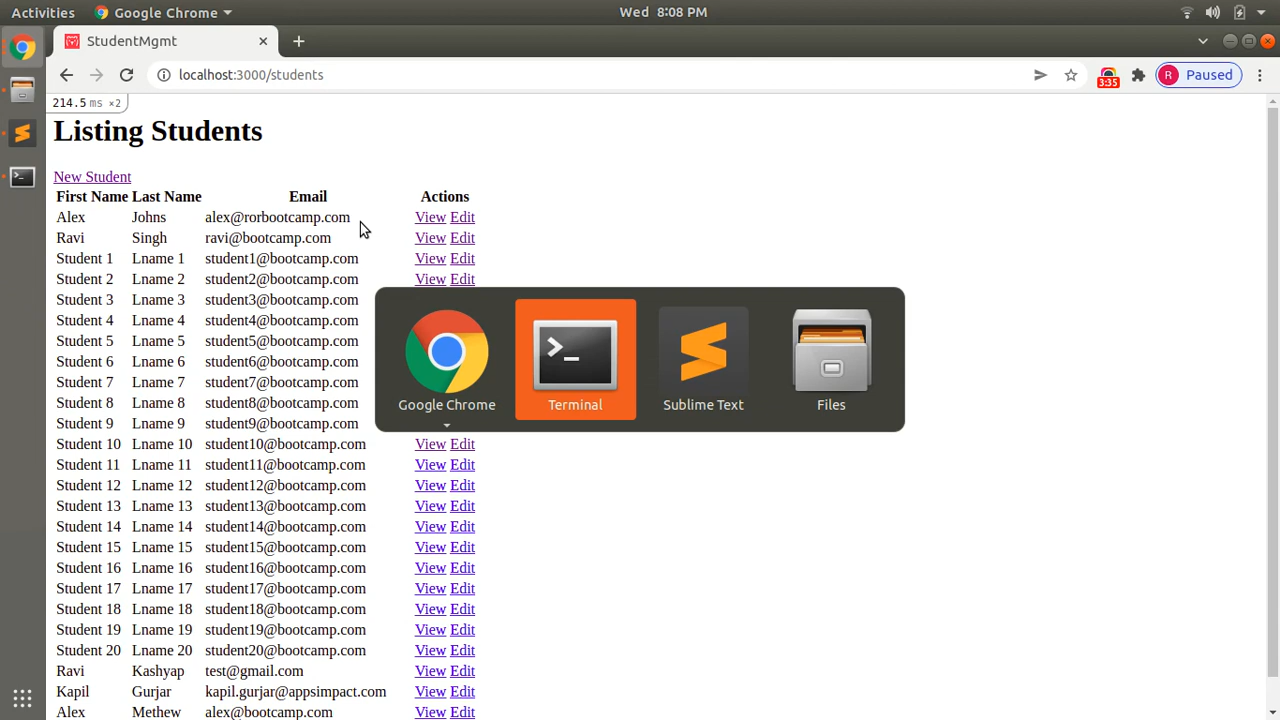 Activities Google Chrome Wed 8:08 PM
StudentMgmt
localhost:3000/students 3:35 R Paused
214.5 ms ×2
Listing Students
New Student
First Name Last Name Email Actions
Alex Johns alex@rorbootcamp.com View Edit
Ravi Singh ravi@bootcamp.com View Edit
Student 1 Lname 1 student1@bootcamp.com View Edit
Student 2 Lname 2 student2@bootcamp.com View Edit
Student 3 Lname 3 student3@bootcamp.com
Student 4 Lname 4 student4@bootcamp.com
Student 5 Lname 5 student5@bootcamp.com
Student 6 Lname 6 student6@bootcamp.com
Student 7 Lname 7 student7@bootcamp.com
Student 8 Lname 8 student8@bootcamp.com
Student 9 Lname 9 student9@bootcamp.com
Google Chrome Terminal Sublime Text Files
Student 10 Lname 10 student10@bootcamp.com View Edit
Student 11 Lname 11 student11@bootcamp.com View Edit
Student 12 Lname 12 student12@bootcamp.com View Edit
Student 13 Lname 13 student13@bootcamp.com View Edit
Student 14 Lname 14 student14@bootcamp.com View Edit
Student 15 Lname 15 student15@bootcamp.com View Edit
Student 16 Lname 16 student16@bootcamp.com View Edit
Student 17 Lname 17 student17@bootcamp.com View Edit
Student 18 Lname 18 student18@bootcamp.com View Edit
Student 19 Lname 19 student19@bootcamp.com View Edit
Student 20 Lname 20 student20@bootcamp.com View Edit
Ravi Kashyap test@gmail.com View Edit
Kapil Gurjar kapil.gurjar@appsimpact.com View Edit
Alex Methew alex@bootcamp.com View Edit